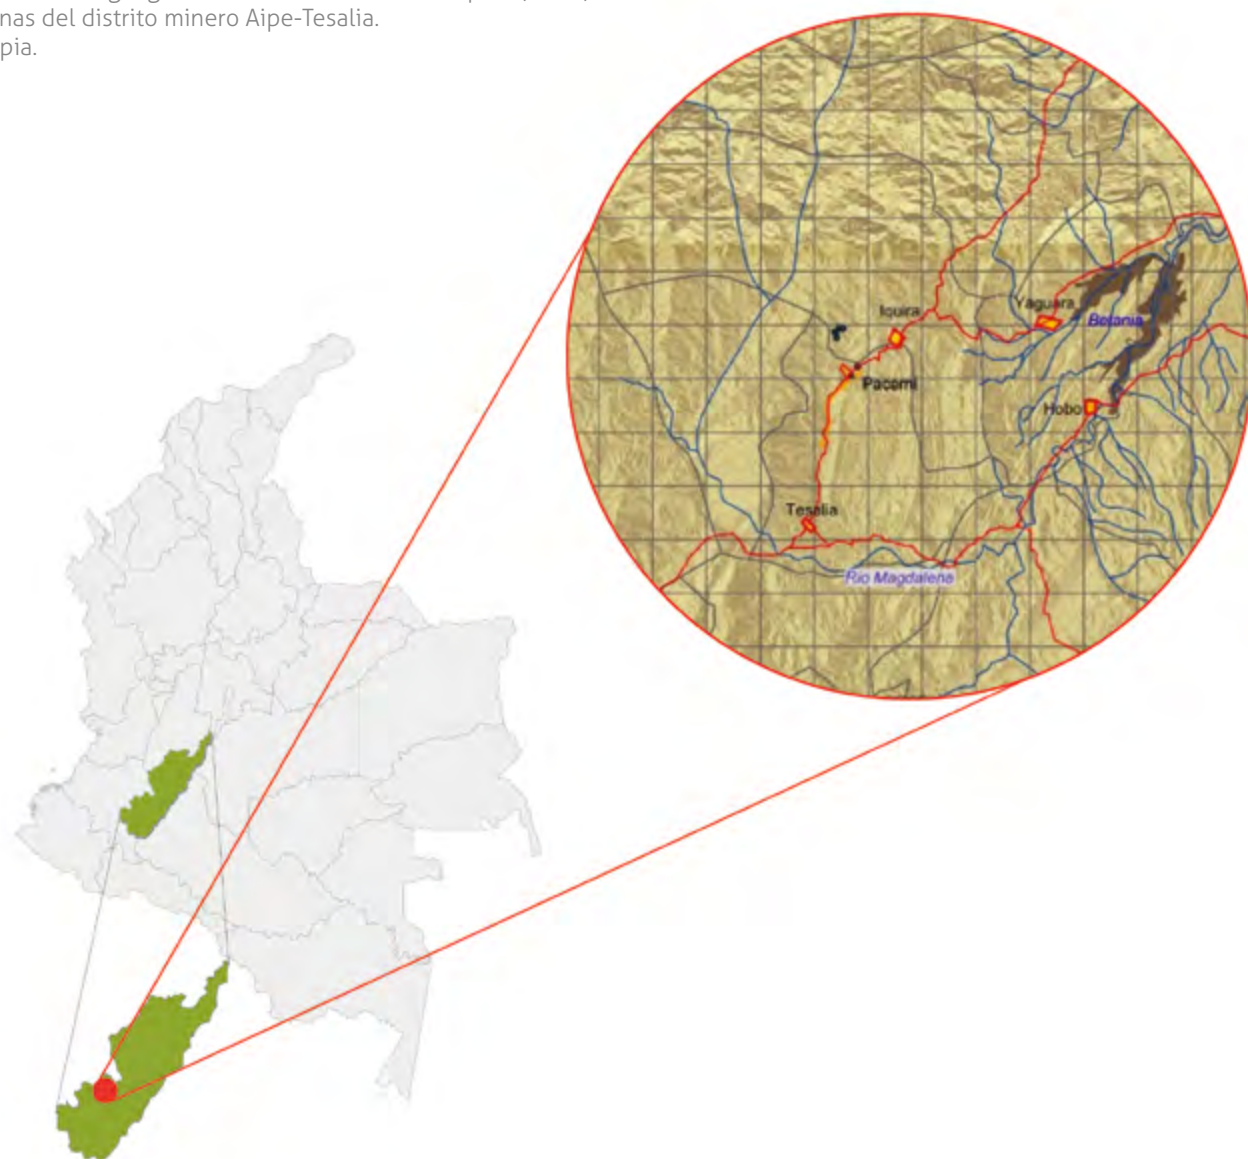 nas del distrito minero Aipe-Tesalia.
pia.
Iquira
Yaguara
Betania
Pacarni
Hobo
Tesalia
Rio Magdalena